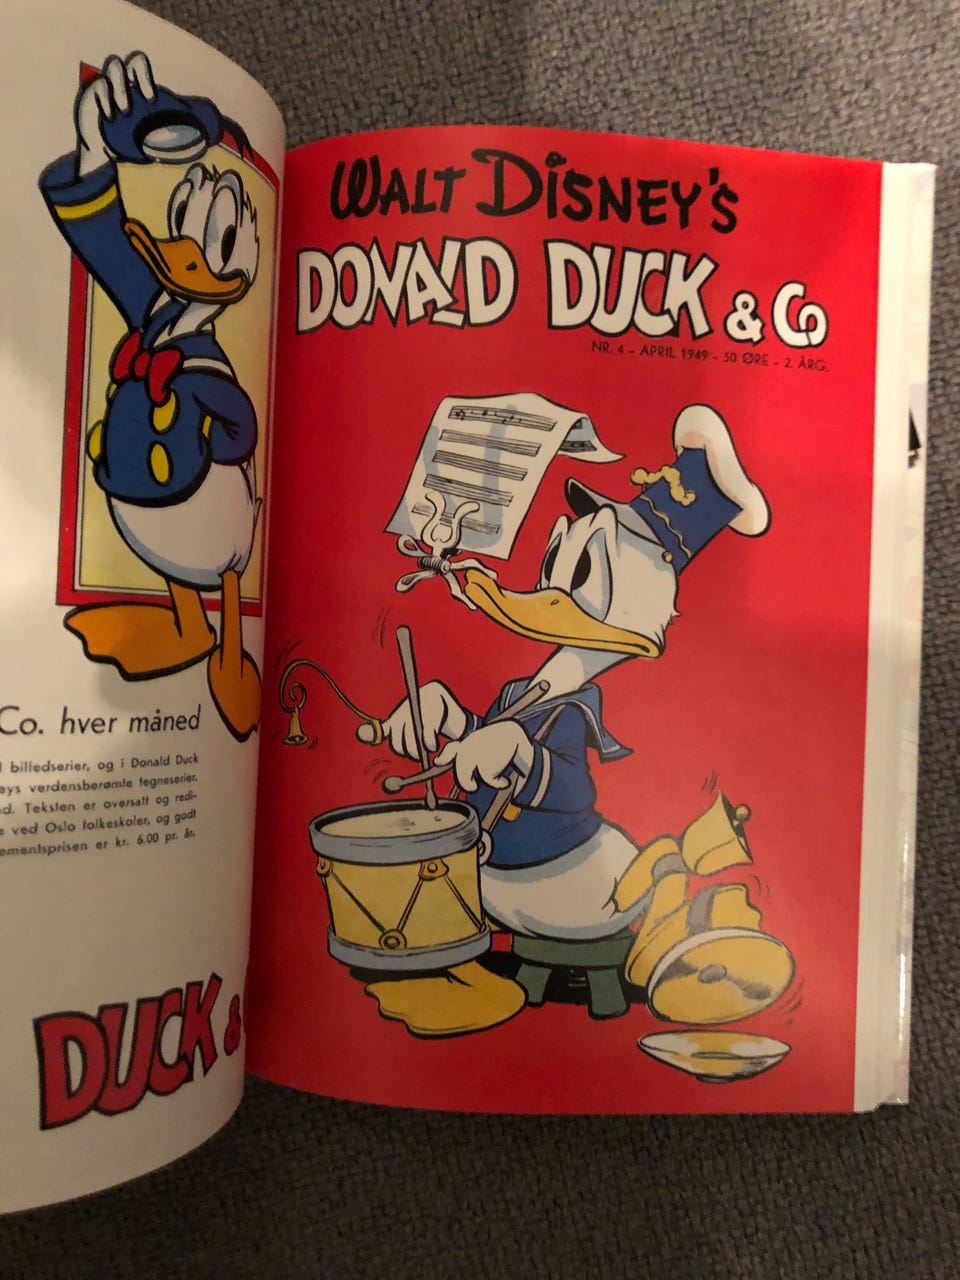 Co. hver måned
billedserier, og i Donald Duck
verdensberømte tegneserier.
Teksten er oversatt og redi-
ved Oslo folkeskoler, og godt
er kr. 6.00 pr. år.
DUCK &
WALT DISNEY'S
DONALD DUCK & Co
NR. 4 – APRIL 1949 – 50 ØRE – 2. ÅRG.